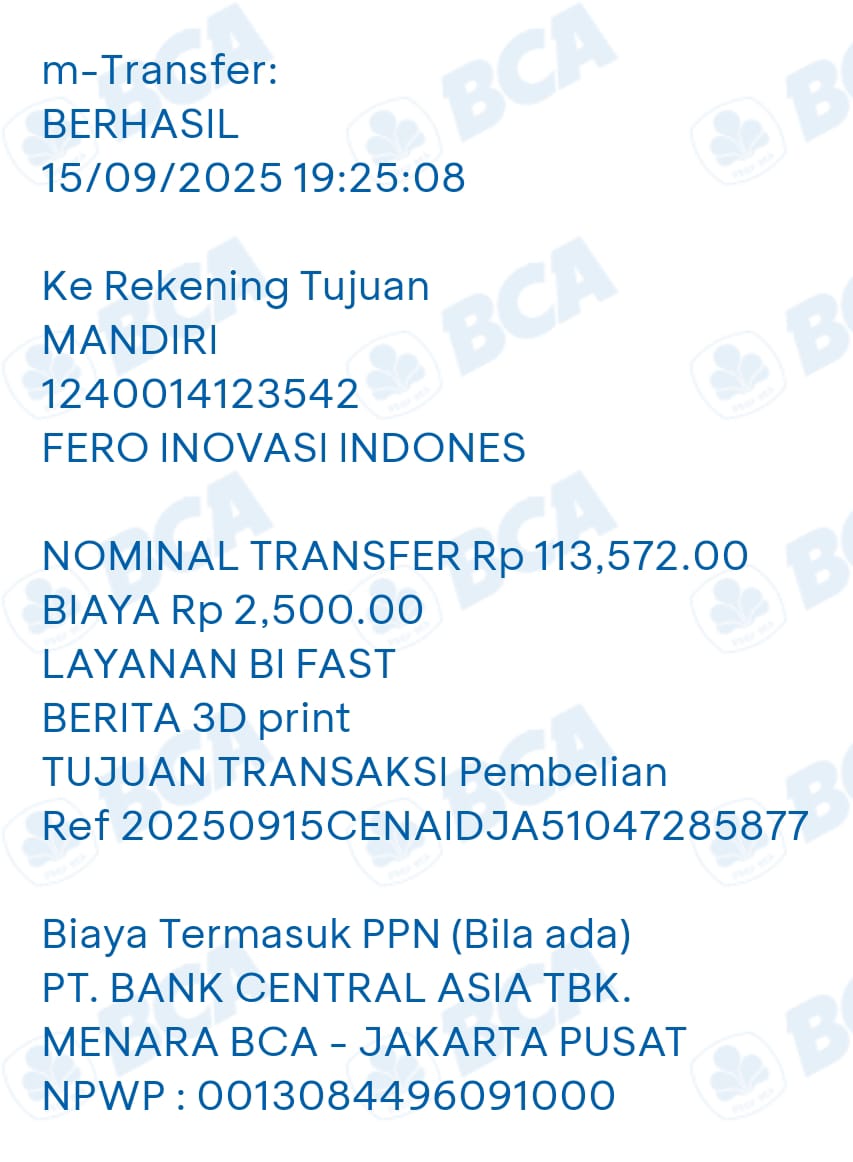 m-Transfer:
BERHASIL
15/09/2025 19:25:08
Ke Rekening Tujuan
MANDIRI
1240014123542
FERO INOVASI INDONES
NOMINAL TRANSFER Rp 113,572.00
BIAYA Rp 2,500.00
LAYANAN BI FAST
BERITA 3D print
TUJUAN TRANSAKSI Pembelian
Ref 20250915CENAIDJA51047285877
Biaya Termasuk PPN (Bila ada)
PT. BANK CENTRAL ASIA TBK.
MENARA BCA - JAKARTA PUSAT
NPWP : 0013084496091000